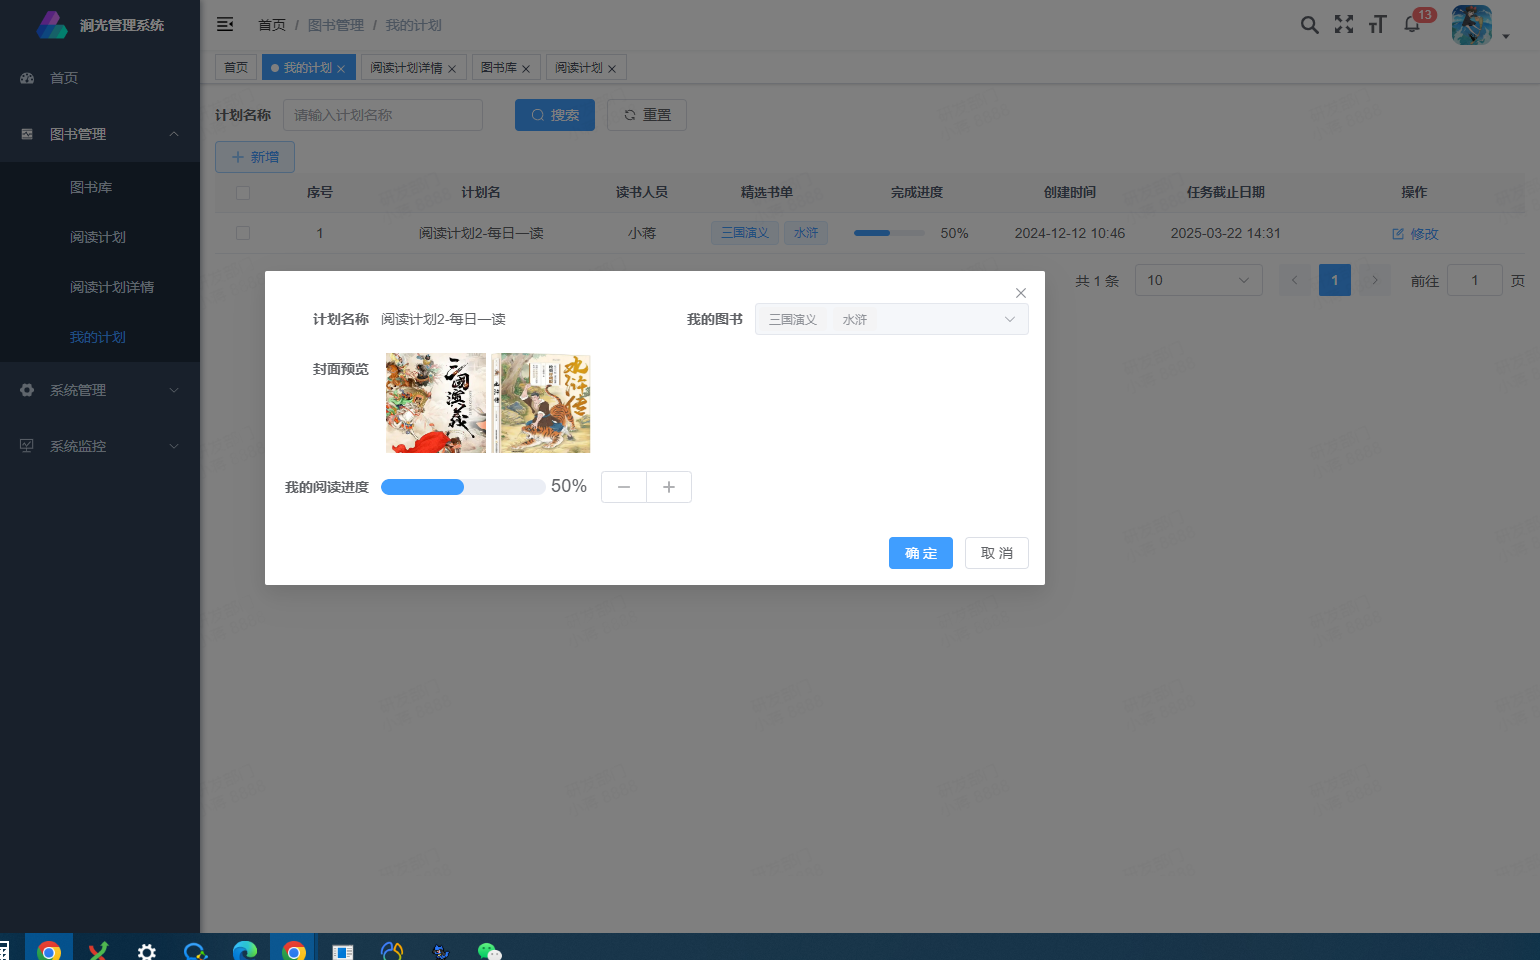 润光管理系统
首页
图书管理
图书库
阅读计划
阅读计划详情
我的计划
系统管理
系统监控
首页 / 图书管理 / 我的计划
13
首页
我的计划
阅读计划详情
图书库
阅读计划
计划名称 请输入计划名称 搜索 重置
新增
序号 计划名 读书人员 精选书单 完成进度 创建时间 任务截止日期 操作
1 阅读计划2-每日一读 小蒋 三国演义 水浒 50% 2024-12-12 10:46 2025-03-22 14:31 修改
共 1 条 10 1 前往 1 页
计划名称 阅读计划2-每日一读 我的图书 三国演义 水浒
封面预览
三國演義
水浒传
我的阅读进度 50%
确 定 取 消